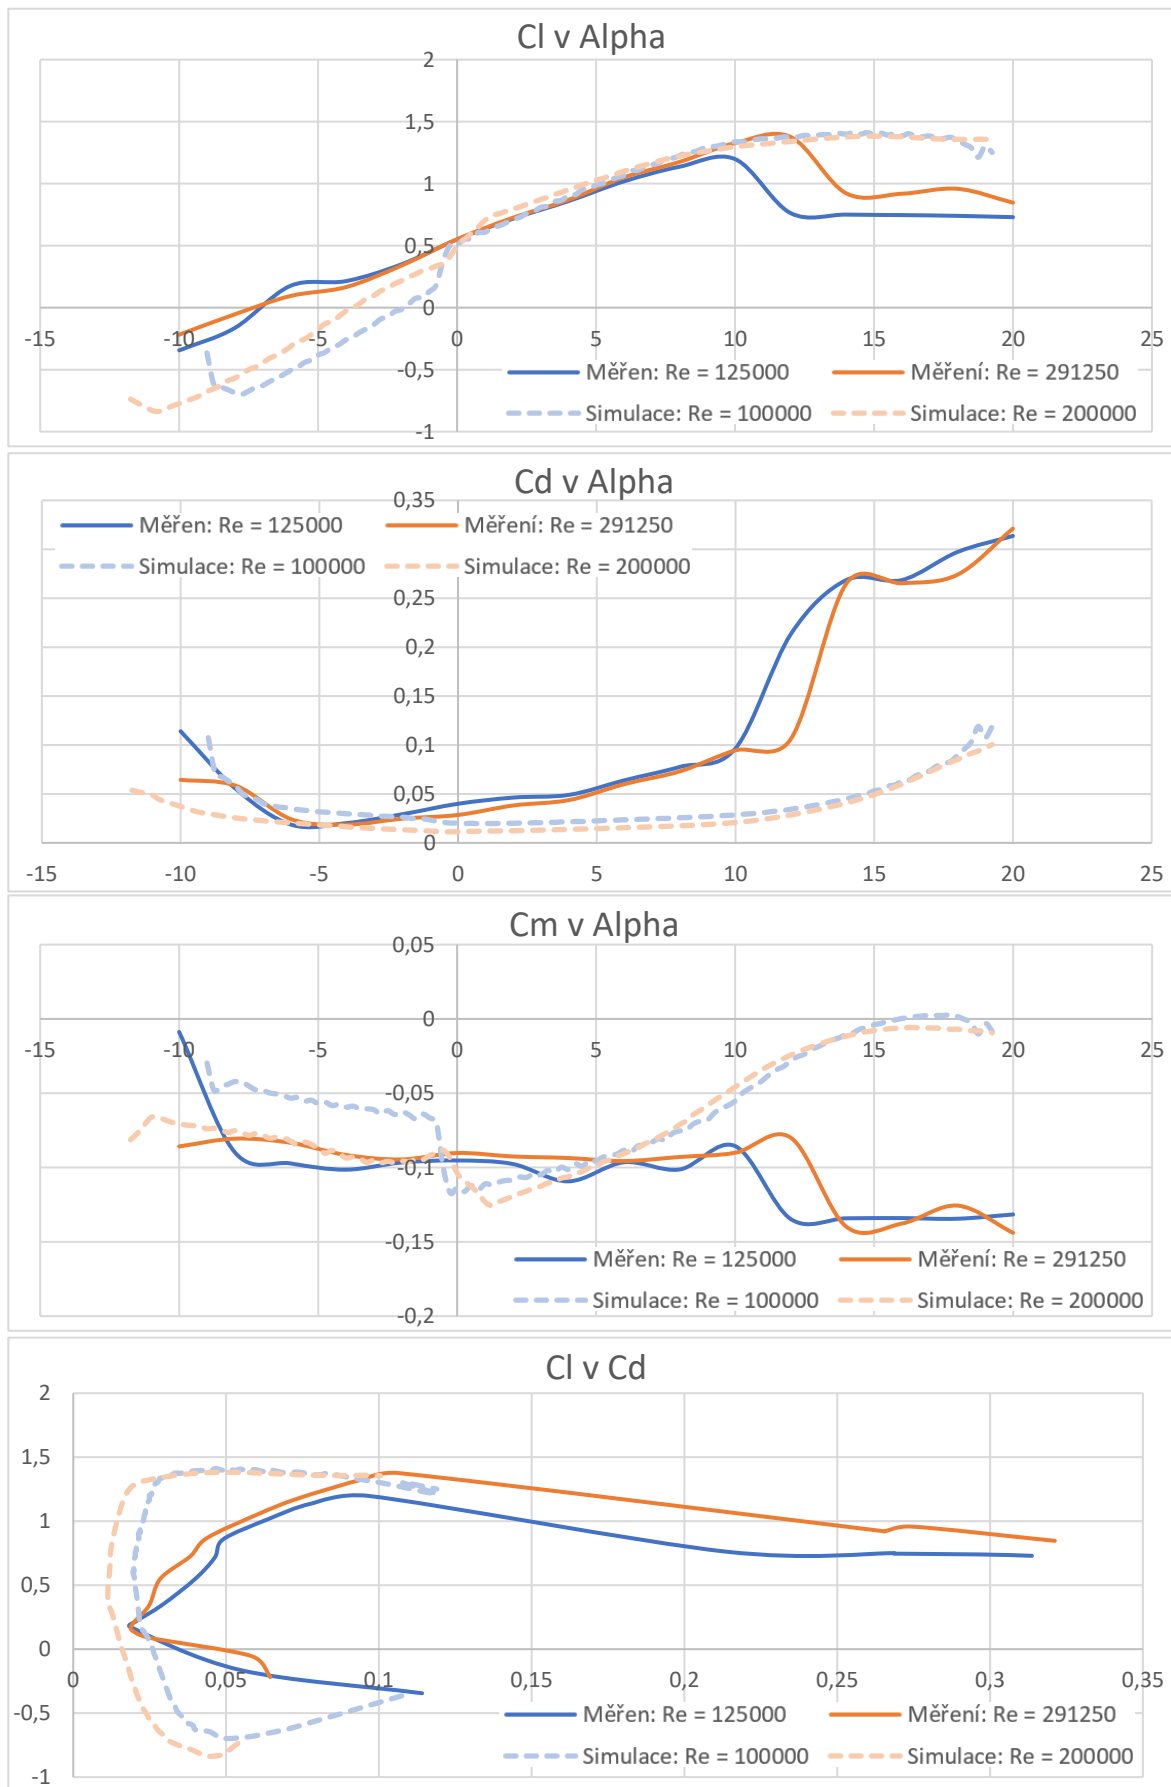 Cl v Alpha
2
1,5
1
0,5
0
-15 -10 -5 0 5 10 15 20 25
-0,5
Měřen: Re = 125000 Měření: Re = 291250
Simulace: Re = 100000 Simulace: Re = 200000
-1
Cd v Alpha
0,35
Měřen: Re = 125000 Měření: Re = 291250
Simulace: Re = 100000 Simulace: Re = 200000
0,25
0,2
0,15
0,1
0,05
0
-15 -10 -5 0 5 10 15 20 25
Cm v Alpha
0,05
0
-15 -10 -5 0 5 10 15 20 25
-0,05
-0,1
-0,15
Měřen: Re = 125000 Měření: Re = 291250
Simulace: Re = 100000 Simulace: Re = 200000
-0,2
Cl v Cd
2
1,5
1
0,5
0
0 0,05 0,1 0,15 0,2 0,25 0,3 0,35
-0,5
Měřen: Re = 125000 Měření: Re = 291250
Simulace: Re = 100000 Simulace: Re = 200000
-1